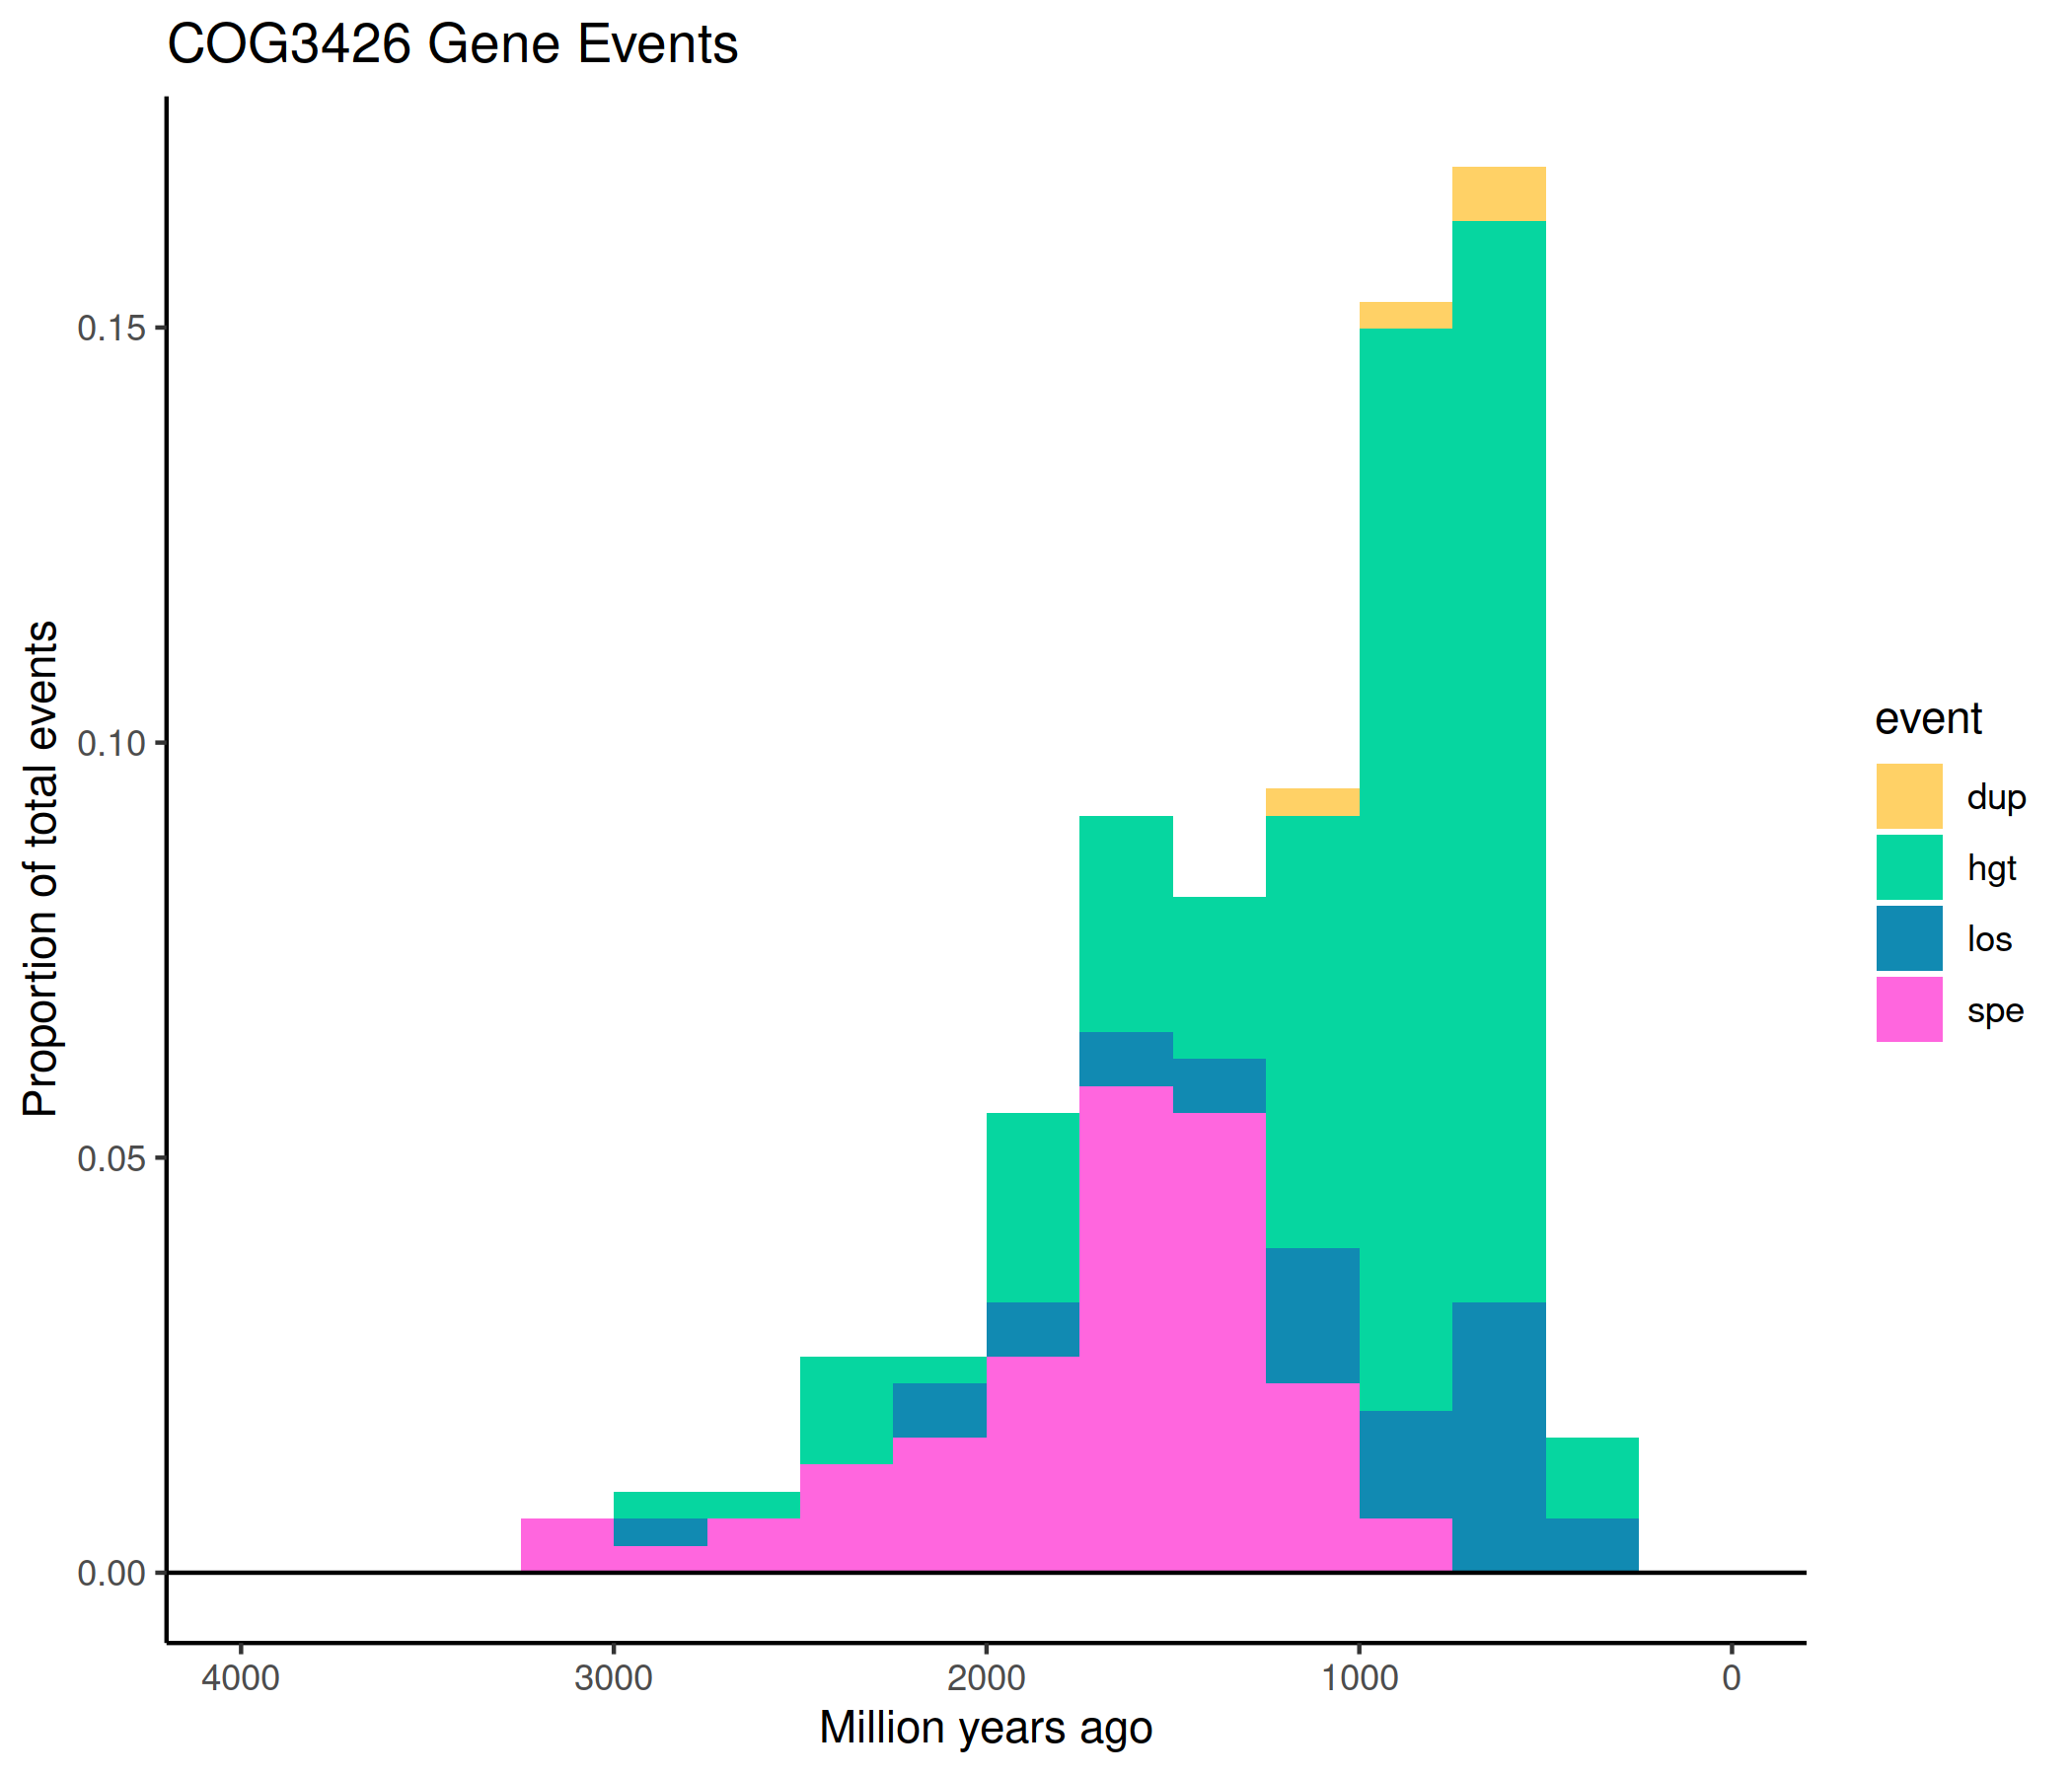 COG3426 Gene Events
Proportion of total events
0.15
0.10
0.05
0.00
4000 3000 2000 1000 0
Million years ago
event
dup
hgt
los
spe